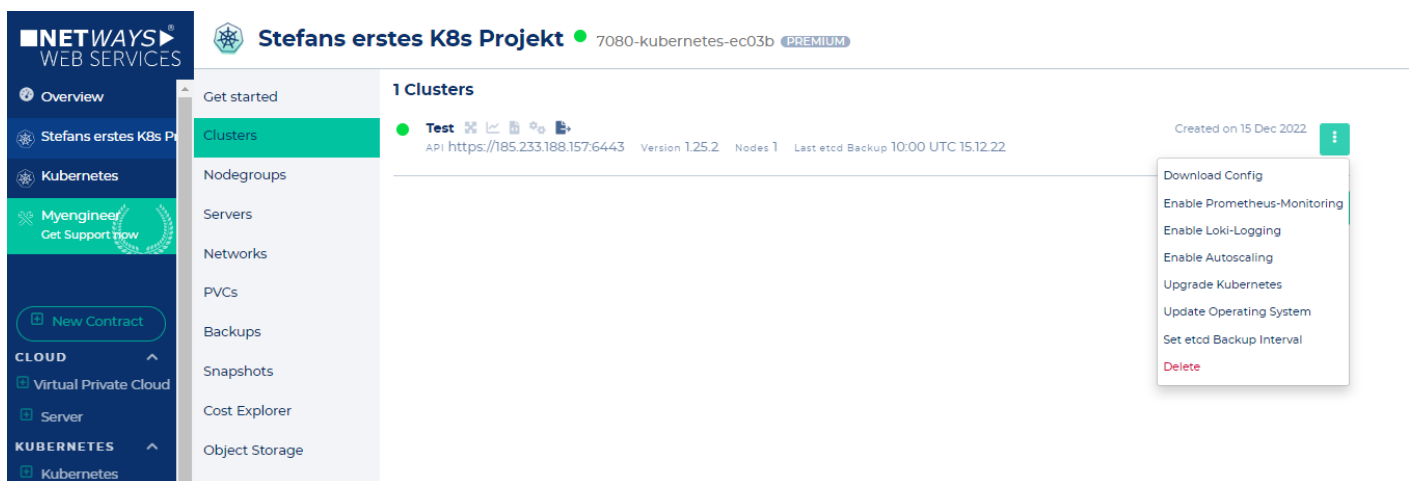 NETWAYS®
WEB SERVICES
Stefans erstes K8s Projekt 7080-kubernetes-ec03b PREMIUM
Overview
Stefans erstes K8s Pr
Kubernetes
Myengineer
Get Support now
New Contract
CLOUD
Virtual Private Cloud
Server
KUBERNETES
Kubernetes
Get started
Clusters
Nodegroups
Servers
Networks
PVCs
Backups
Snapshots
Cost Explorer
Object Storage
1 Clusters
Test
Created on 15 Dec 2022
API https://185.233.188.157:6443 Version 1.25.2 Nodes 1 Last etcd Backup 10:00 UTC 15.12.22
Download Config
Enable Prometheus-Monitoring
Enable Loki-Logging
Enable Autoscaling
Upgrade Kubernetes
Update Operating System
Set etcd Backup Interval
Delete